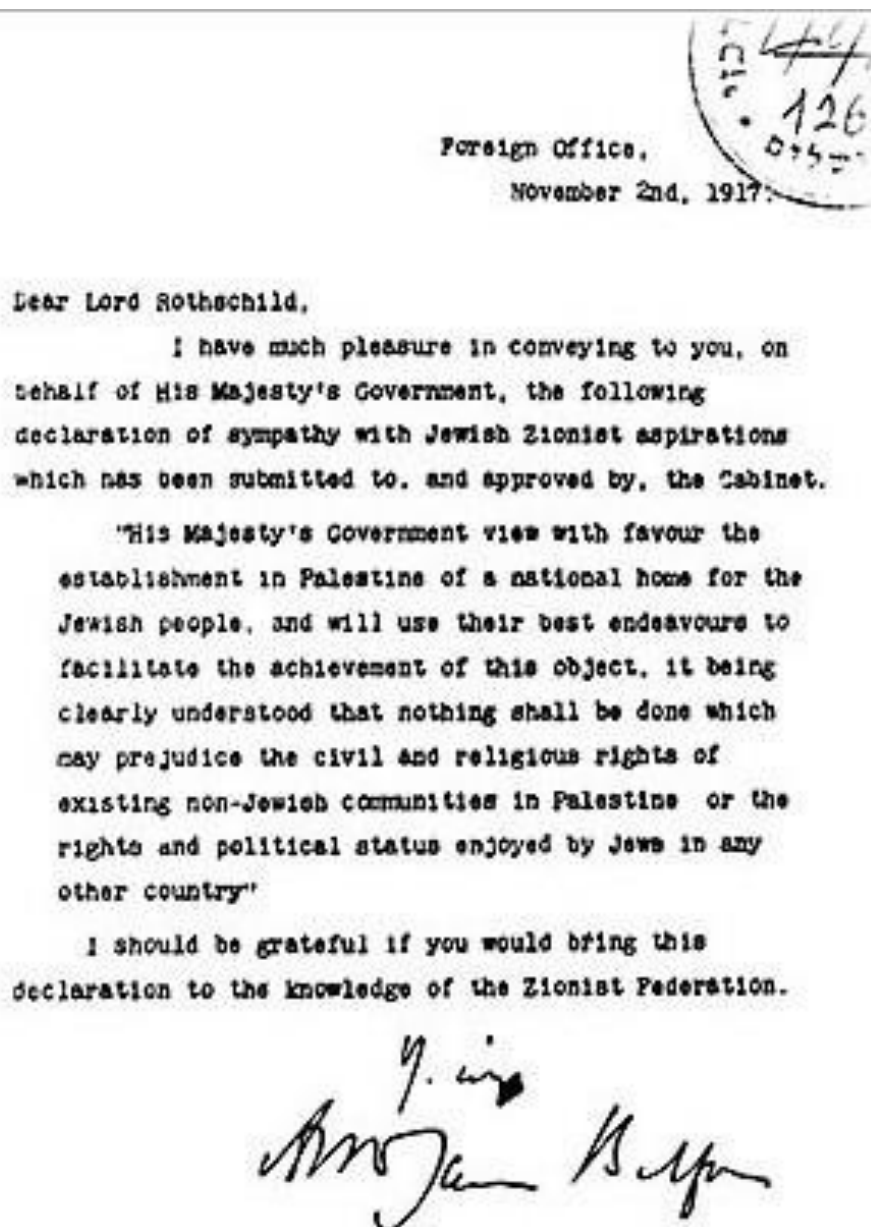 126
Foreign Office,
November 2nd, 1917.
Dear Lord Rothschild,
I have much pleasure in conveying to you, on
behalf of His Majesty's Government, the following
declaration of sympathy with Jewish Zionist aspirations
which has been submitted to, and approved by, the Cabinet.
"His Majesty's Government view with favour the
establishment in Palestine of a national home for the
Jewish people, and will use their best endeavours to
facilitate the achievement of this object, it being
clearly understood that nothing shall be done which
may prejudice the civil and religious rights of
existing non-Jewish communities in Palestine or the
rights and political status enjoyed by Jews in any
other country"
I should be grateful if you would bring this
declaration to the knowledge of the Zionist Federation.